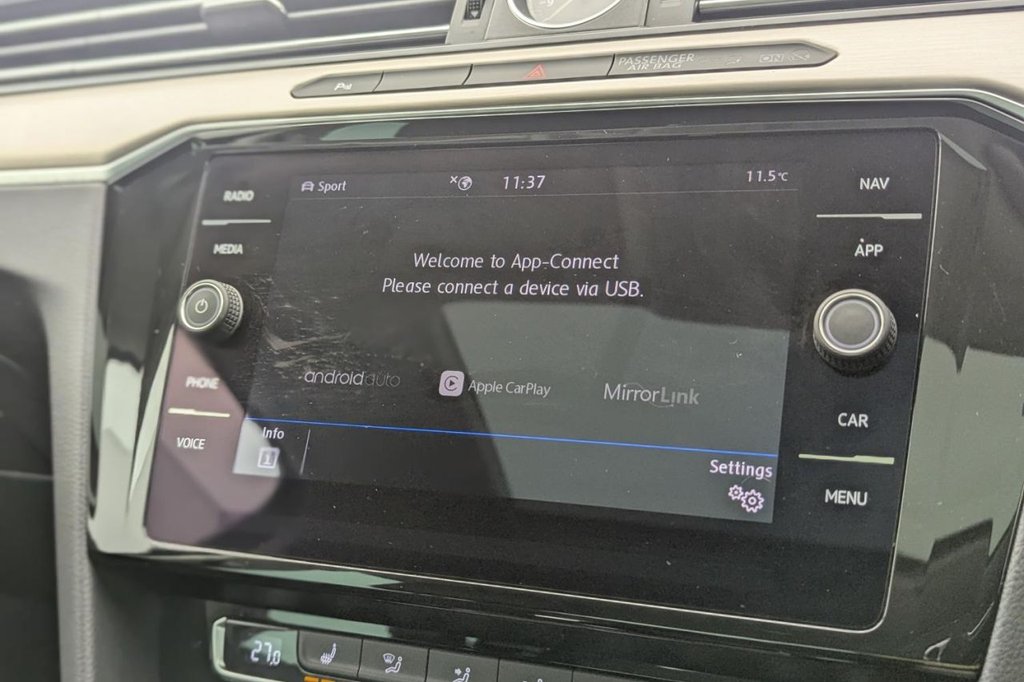 PASSENGER
AIR BAG
ON
RADIO
MEDIA
PHONE
VOICE
Sport
11:37
11.5°C
Welcome to App-Connect
Please connect a device via USB.
androidauto
Apple CarPlay
MirrorLink
Info
i
Settings
NAV
APP
CAR
MENU
27.0